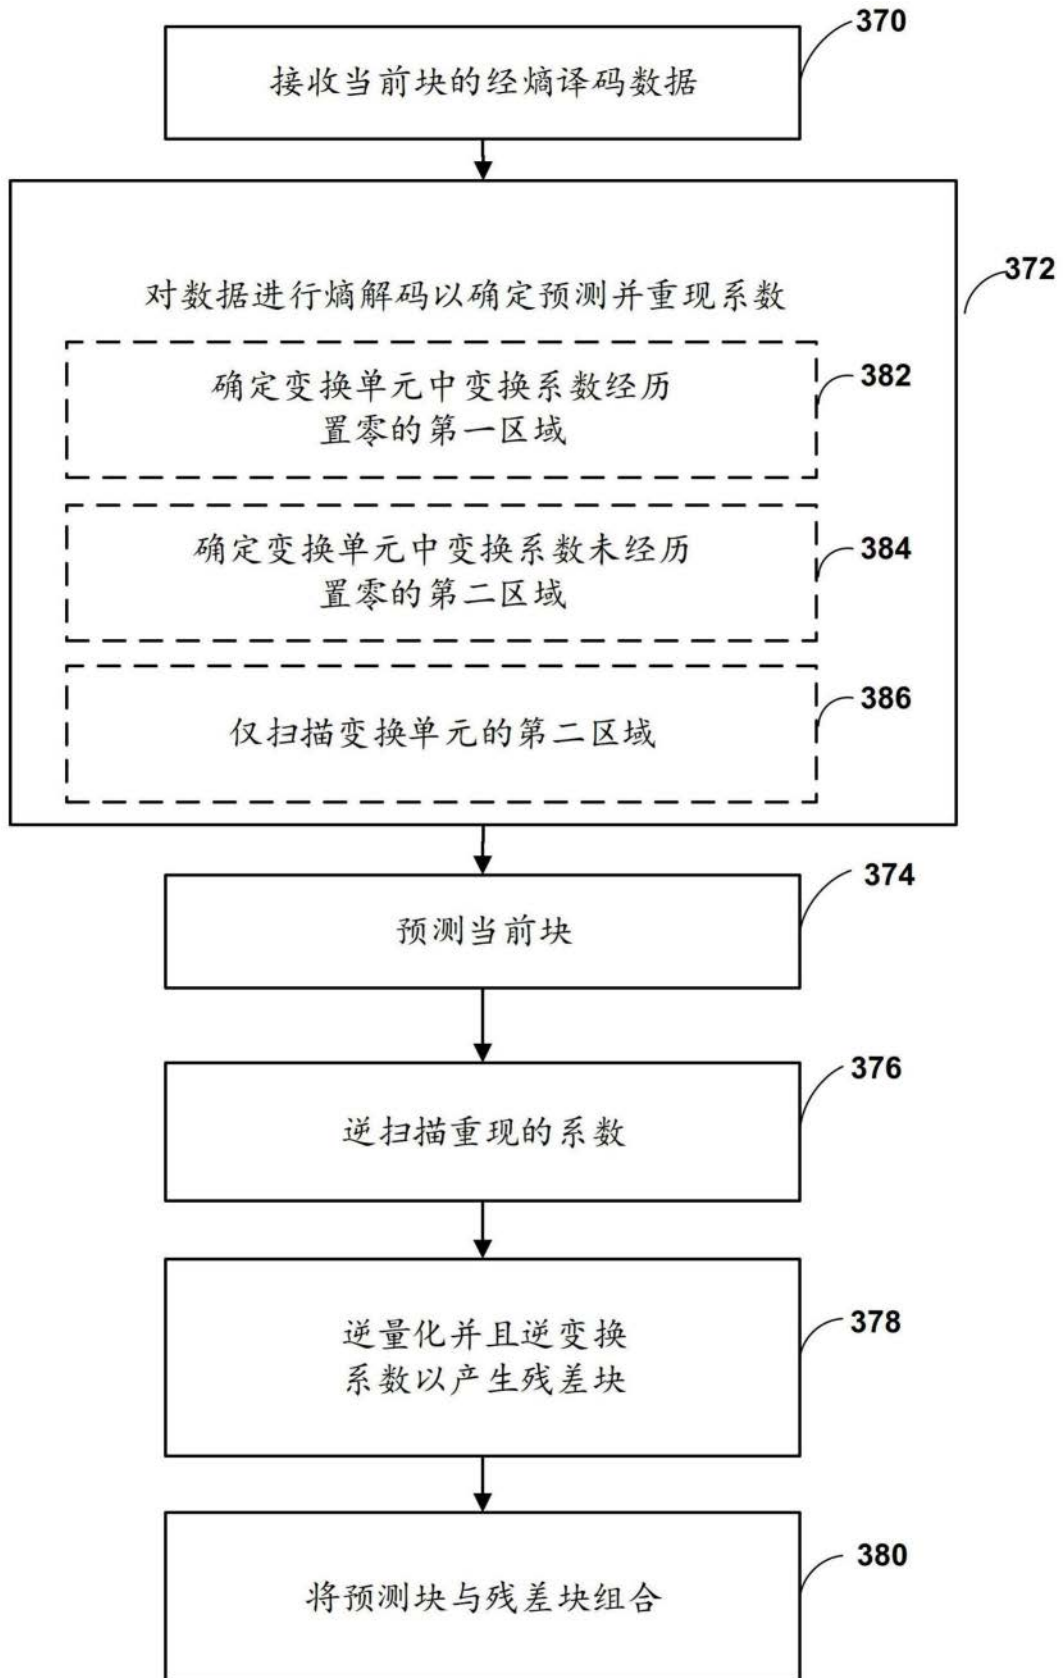 370
接收当前块的经熵译码数据
372
对数据进行熵解码以确定预测并重现系数
382
确定变换单元中变换系数经历
置零的第一区域
384
确定变换单元中变换系数未经历
置零的第二区域
386
仅扫描变换单元的第二区域
374
预测当前块
376
逆扫描重现的系数
378
逆量化并且逆变换
系数以产生残差块
380
将预测块与残差块组合